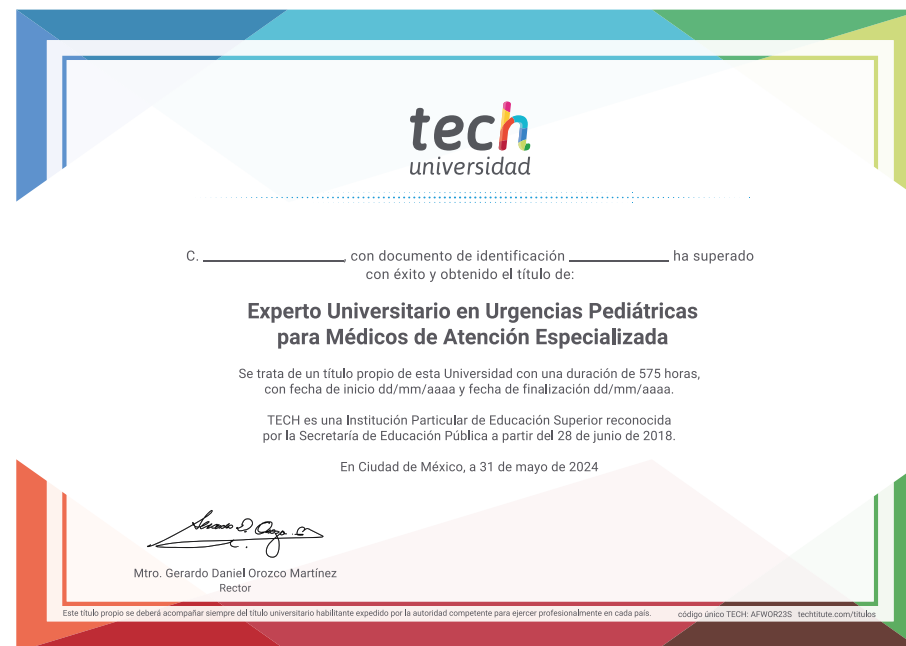 tech
universidad
C. ____________________, con documento de identificación ______________ ha superado
con éxito y obtenido el título de:
Experto Universitario en Urgencias Pediátricas
para Médicos de Atención Especializada
Se trata de un título propio de esta Universidad con una duración de 575 horas,
con fecha de inicio dd/mm/aaaa y fecha de finalización dd/mm/aaaa.
TECH es una Institución Particular de Educación Superior reconocida
por la Secretaría de Educación Pública a partir del 28 de junio de 2018.
En Ciudad de México, a 31 de mayo de 2024
Mtro. Gerardo Daniel Orozco Martínez
Rector
Este título propio se deberá acompañar siempre del título universitario habilitante expedido por la autoridad competente para ejercer profesionalmente en cada país. código único TECH: AFWOR23S techtitute.com/titulos